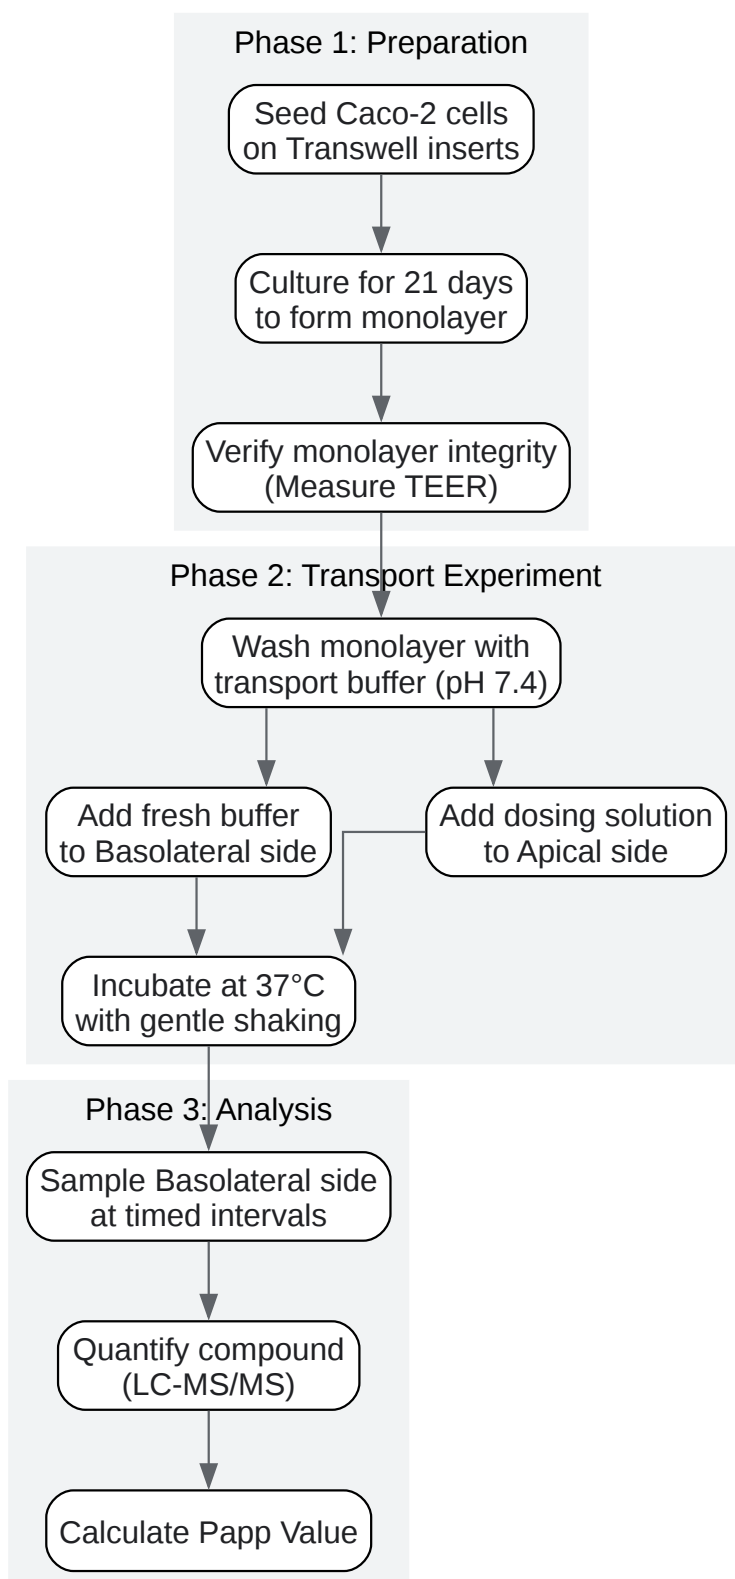 Phase 1: Preparation
Seed Caco-2 cells
on Transwell inserts
Culture for 21 days
to form monolayer
Verify monolayer integrity
(Measure TEER)
Phase 2: Transport Experiment
Wash monolayer with
transport buffer (pH 7.4)
Add fresh buffer
to Basolateral side
Add dosing solution
to Apical side
Incubate at 37°C
with gentle shaking
Phase 3: Analysis
Sample Basolateral side
at timed intervals
Quantify compound
(LC-MS/MS)
Calculate Papp Value